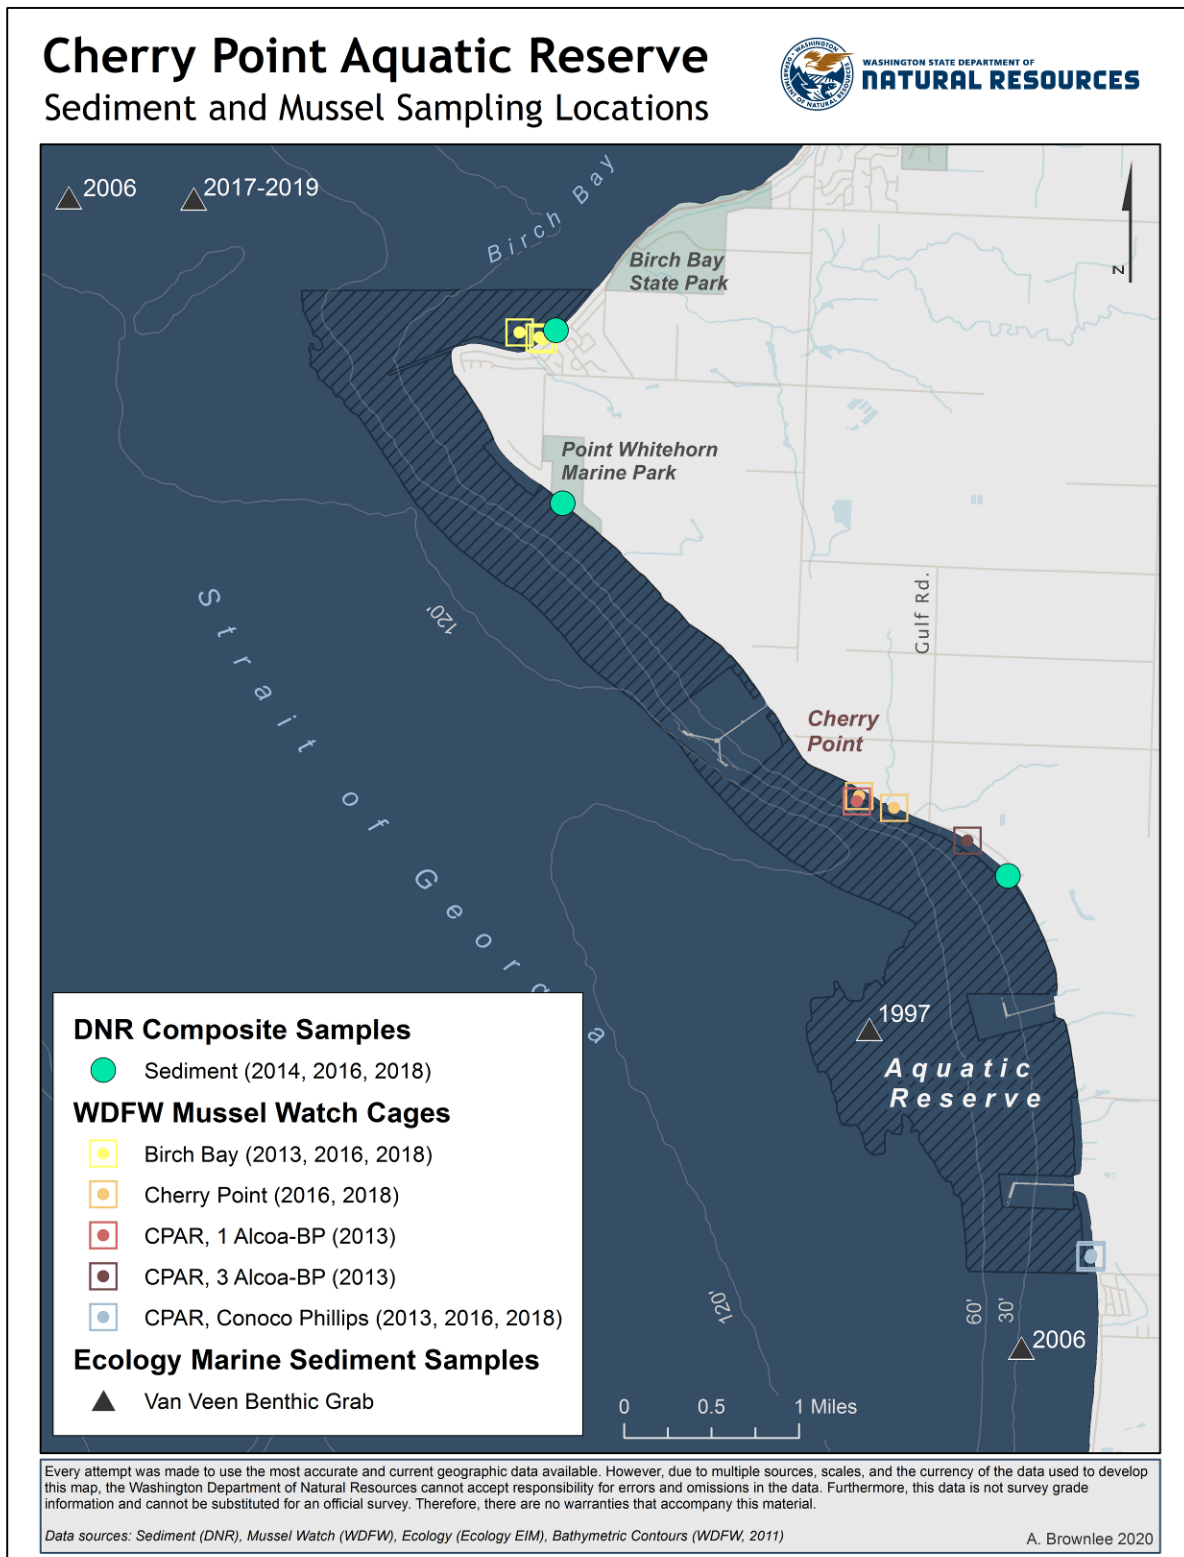 Cherry Point Aquatic Reserve
Sediment and Mussel Sampling Locations
WASHINGTON STATE DEPARTMENT OF
NATURAL RESOURCES
WASHINGTON
DEPARTMENT OF NATURAL RESOURCES
2006
2017-2019
Birch Bay
Birch Bay
State Park
N
Point Whitehorn
Marine Park
Strait of Georgia
120'
Gulf Rd.
Cherry
Point
1997
Aquatic
Reserve
DNR Composite Samples
Sediment (2014, 2016, 2018)
WDFW Mussel Watch Cages
Birch Bay (2013, 2016, 2018)
Cherry Point (2016, 2018)
CPAR, 1 Alcoa-BP (2013)
CPAR, 3 Alcoa-BP (2013)
CPAR, Conoco Phillips (2013, 2016, 2018)
Ecology Marine Sediment Samples
Van Veen Benthic Grab
120'
60'
30'
2006
0 0.5 1 Miles
Every attempt was made to use the most accurate and current geographic data available. However, due to multiple sources, scales, and the currency of the data used to develop
this map, the Washington Department of Natural Resources cannot accept responsibility for errors and omissions in the data. Furthermore, this data is not survey grade
information and cannot be substituted for an official survey. Therefore, there are no warranties that accompany this material.
Data sources: Sediment (DNR), Mussel Watch (WDFW), Ecology (Ecology EIM), Bathymetric Contours (WDFW, 2011)
A. Brownlee 2020